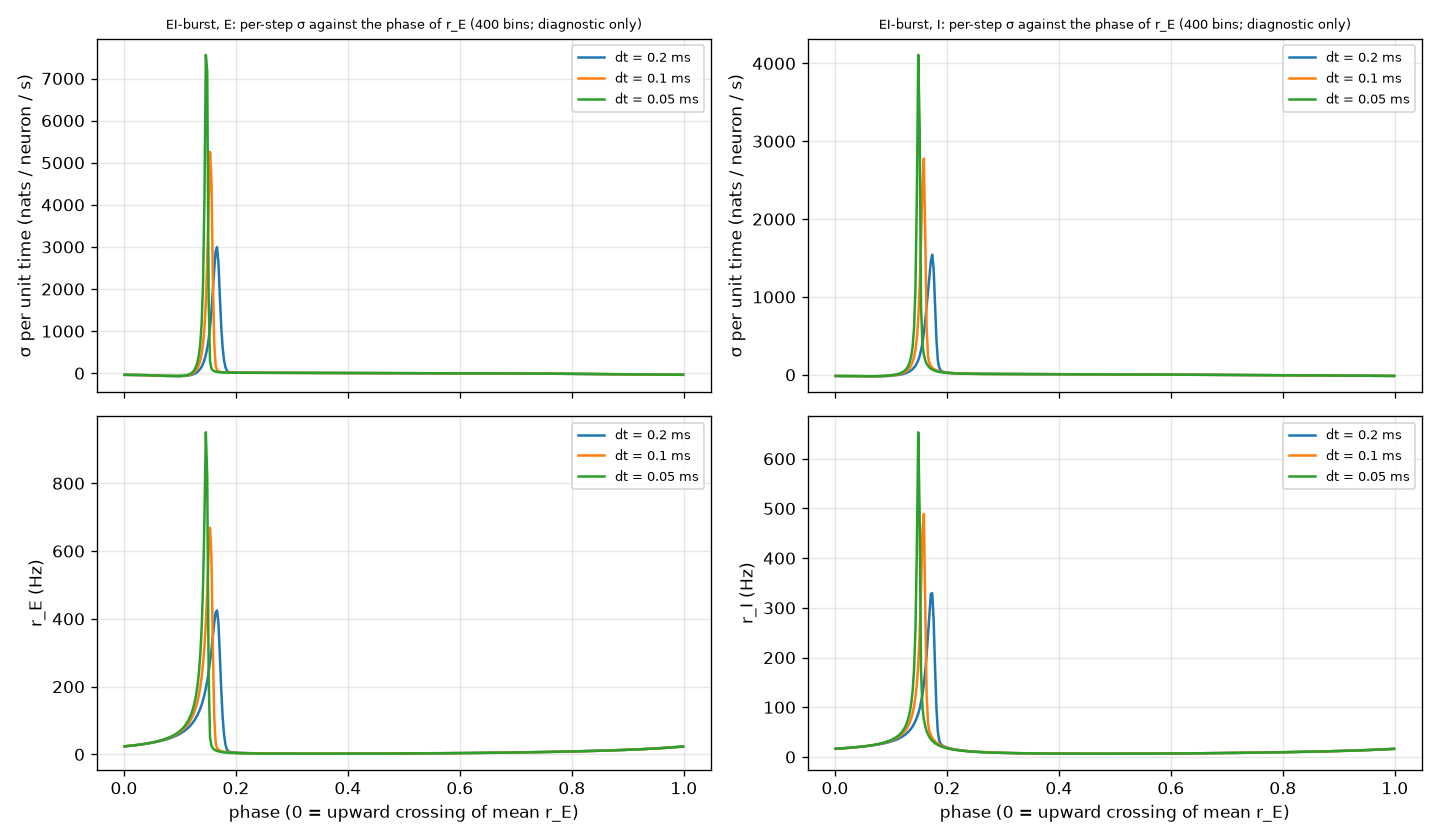 EI-burst, E: per-step σ against the phase of r_E (400 bins; diagnostic only)
σ per unit time (nats / neuron / s)
7000
6000
5000
4000
3000
2000
1000
0
dt = 0.2 ms
dt = 0.1 ms
dt = 0.05 ms
EI-burst, I: per-step σ against the phase of r_E (400 bins; diagnostic only)
σ per unit time (nats / neuron / s)
4000
3000
2000
1000
0
dt = 0.2 ms
dt = 0.1 ms
dt = 0.05 ms
r_E (Hz)
800
600
400
200
0
dt = 0.2 ms
dt = 0.1 ms
dt = 0.05 ms
0.0 0.2 0.4 0.6 0.8 1.0
phase (0 = upward crossing of mean r_E)
r_I (Hz)
600
500
400
300
200
100
0
dt = 0.2 ms
dt = 0.1 ms
dt = 0.05 ms
0.0 0.2 0.4 0.6 0.8 1.0
phase (0 = upward crossing of mean r_E)